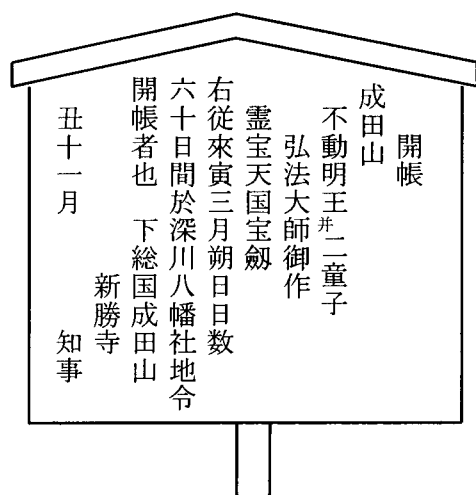 開帳
成田山
不動明王并二童子
弘法大師御作
霊宝天国宝劔
右従来寅三月朔日日数
六十日間於深川八幡社地令
開帳者也　下総国成田山
新勝寺
丑十一月　知事